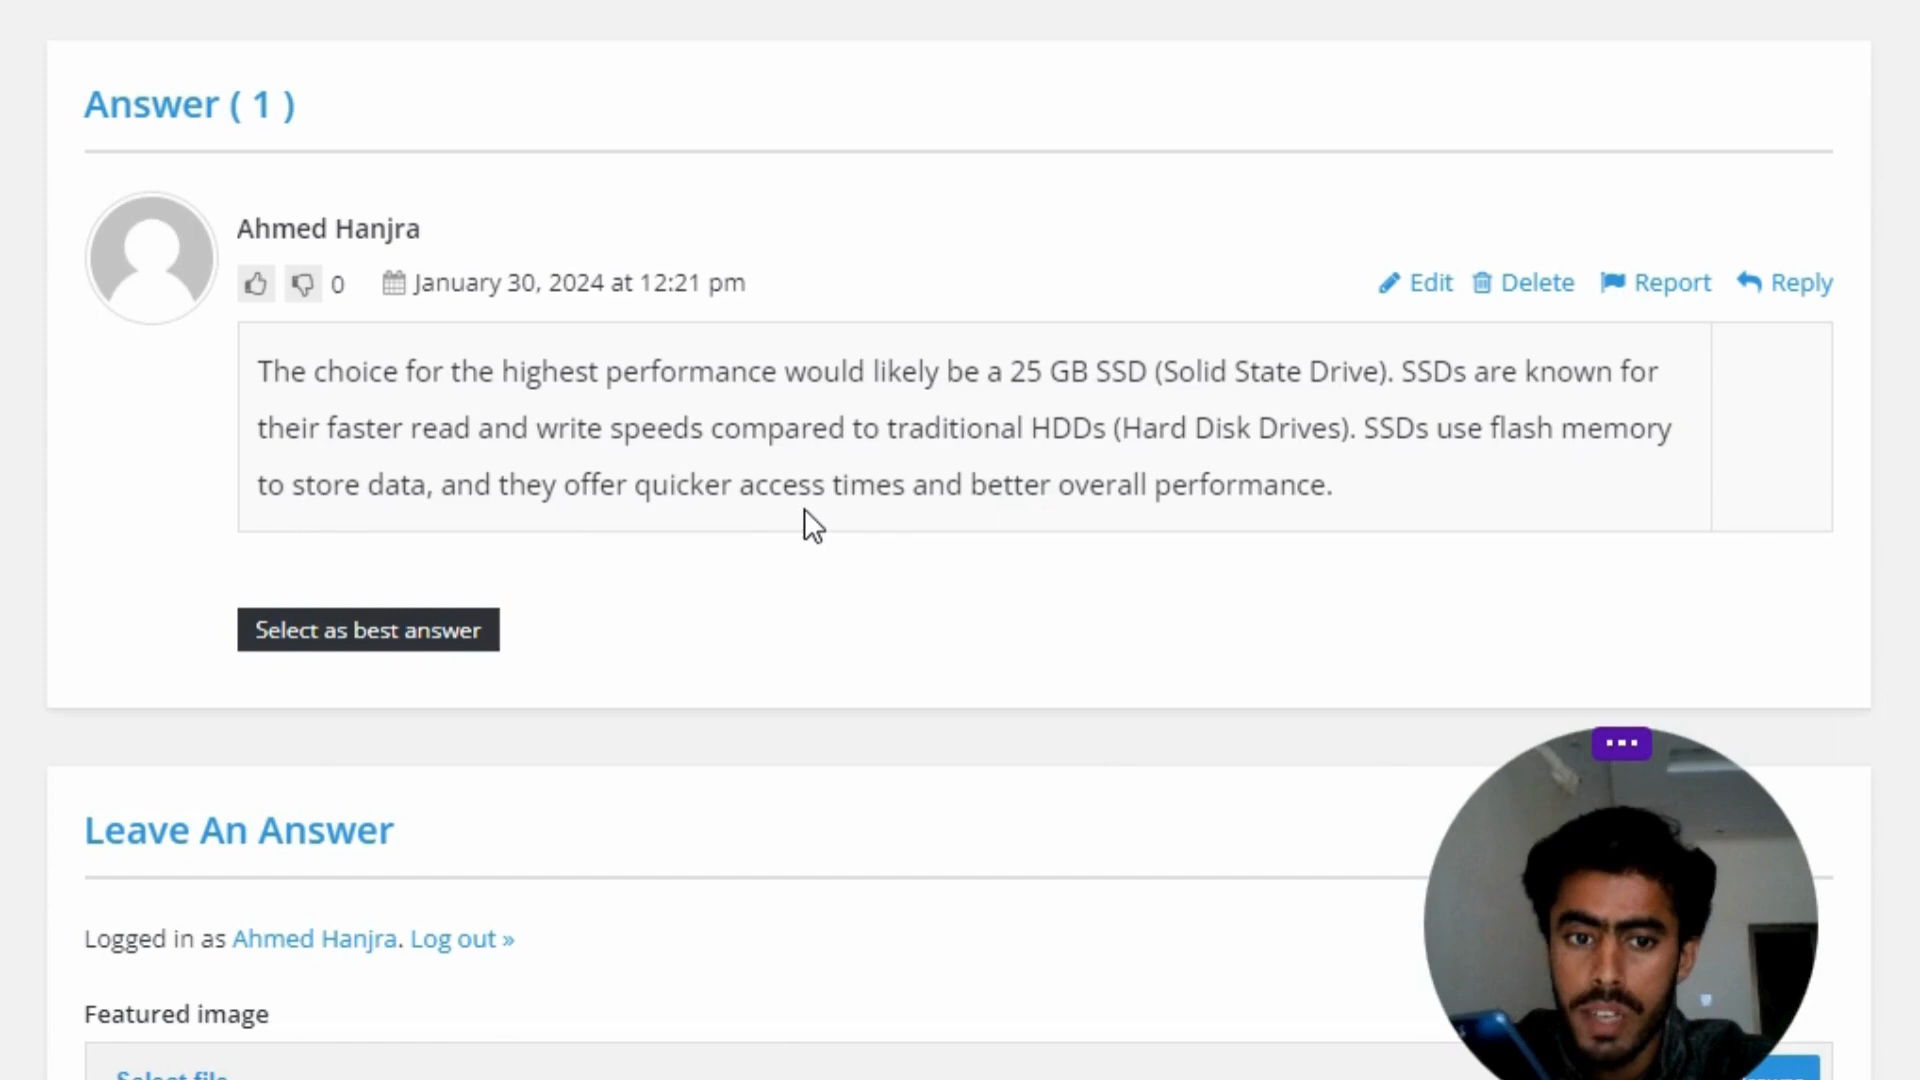 Answer ( 1 )
Ahmed Hanjra
0 January 30, 2024 at 12:21 pm Edit Delete Report Reply
The choice for the highest performance would likely be a 25 GB SSD (Solid State Drive). SSDs are known for
their faster read and write speeds compared to traditional HDDs (Hard Disk Drives). SSDs use flash memory
to store data, and they offer quicker access times and better overall performance.
Select as best answer
Leave An Answer
Logged in as Ahmed Hanjra. Log out »
Featured image
Select file